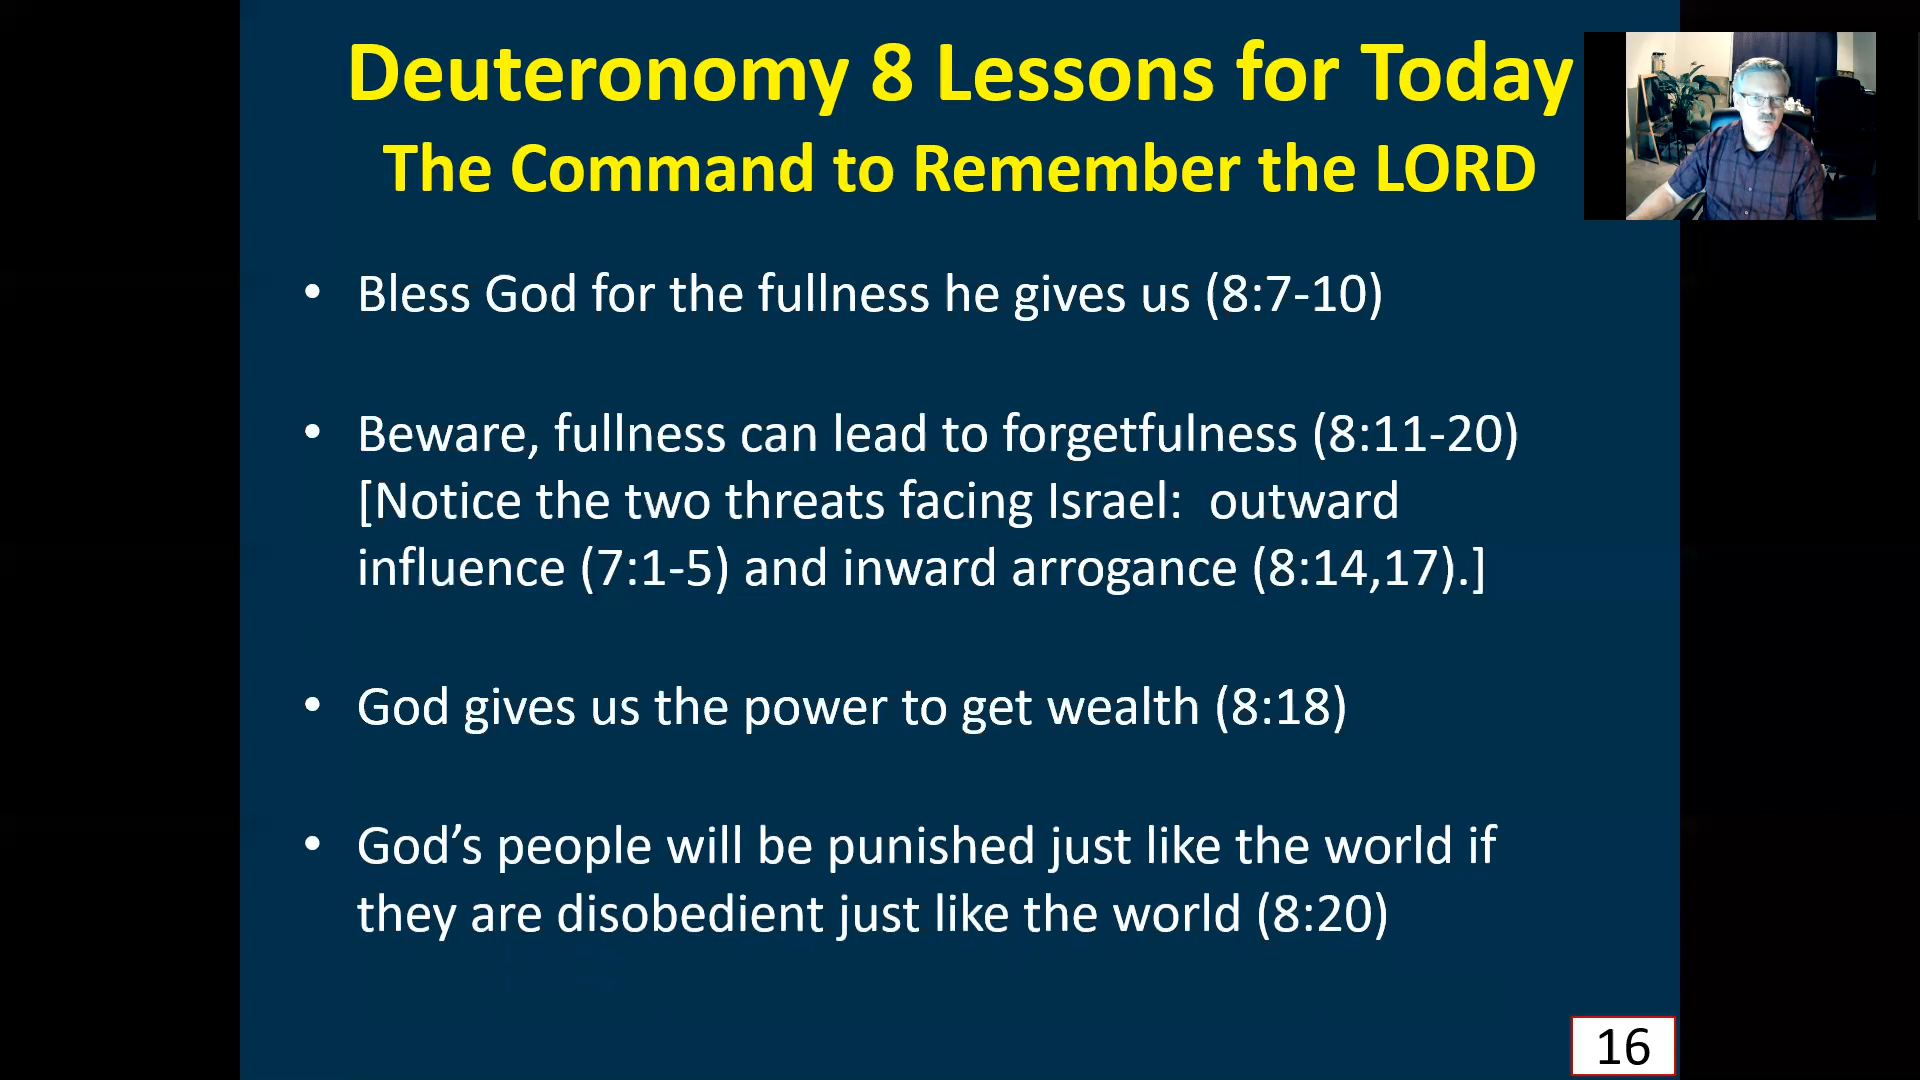 Deuteronomy 8 Lessons for Today
The Command to Remember the LORD
• Bless God for the fullness he gives us (8:7-10)
• Beware, fullness can lead to forgetfulness (8:11-20)
[Notice the two threats facing Israel:  outward
influence (7:1-5) and inward arrogance (8:14,17).]
• God gives us the power to get wealth (8:18)
• God’s people will be punished just like the world if
they are disobedient just like the world (8:20)
16